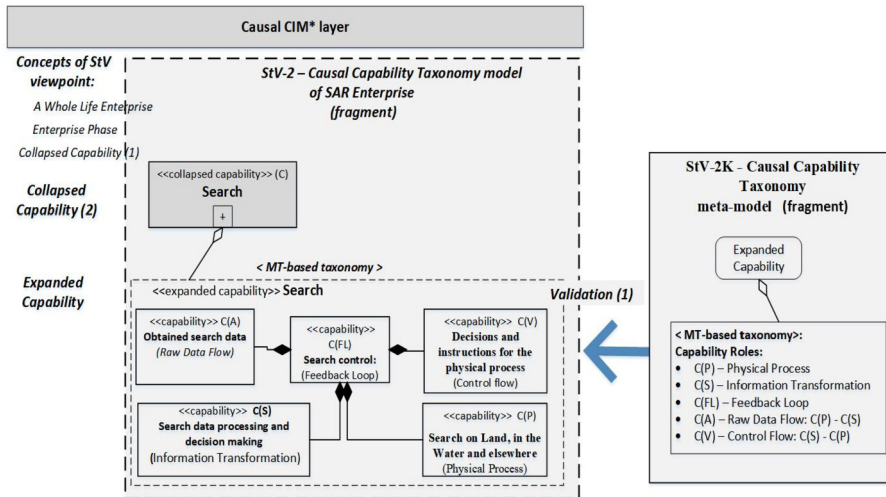 Causal CIM* layer
Concepts of StV
viewpoint:
A Whole Life Enterprise
Enterprise Phase
Collapsed Capability (1)
Collapsed
Capability (2)
Expanded
Capability
StV-2 – Causal Capability Taxonomy model
of SAR Enterprise
(fragment)
<<collapsed capability>> (C)
Search
+
< MT-based taxonomy >
<<expanded capability>> Search
<<capability>> C(A)
Obtained search data
(Raw Data Flow)
<<capability>>
C(FL)
Search control:
(Feedback Loop)
<<capability>> C(V)
Decisions and
instructions for the
physical process
(Control flow)
<<capability>> C(S)
Search data processing and
decision making
(Information Transformation)
<<capability>> C(P)
Search on Land, in the
Water and elsewhere
(Physical Process)
Validation (1)
StV-2K - Causal Capability
Taxonomy
meta-model (fragment)
Expanded
Capability
< MT-based taxonomy>:
Capability Roles:
• C(P) – Physical Process
• C(S) – Information Transformation
• C(FL) – Feedback Loop
• C(A) – Raw Data Flow: C(P) - C(S)
• C(V) – Control Flow: C(S) - C(P)